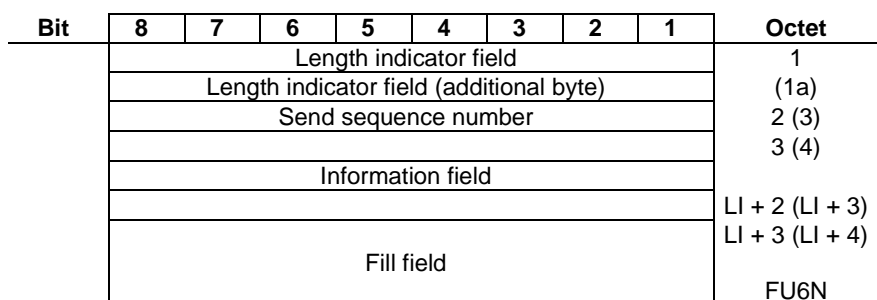 Bit 8 7 6 5 4 3 2 1 Octet
Length indicator field 1
Length indicator field (additional byte) (1a)
Send sequence number 2 (3)
3 (4)
Information field
LI + 2 (LI + 3)
LI + 3 (LI + 4)
Fill field
FU6N